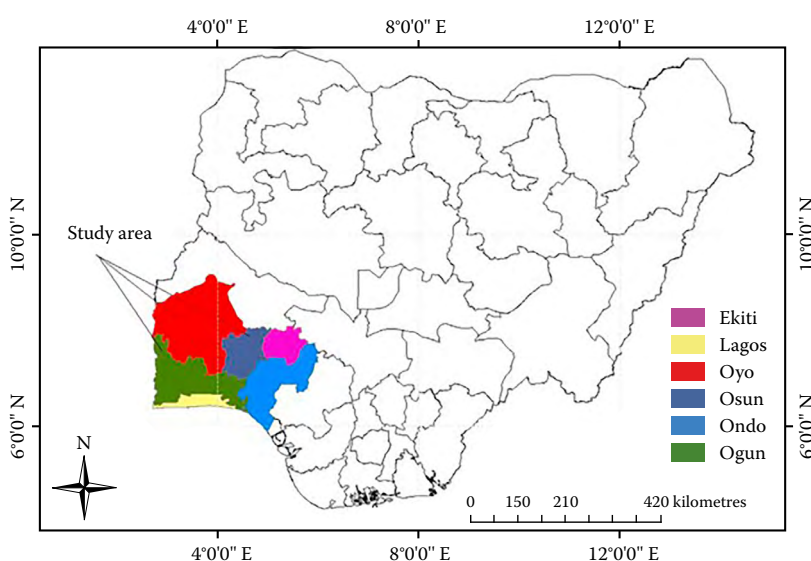 4°0'0" E 8°0'0" E 12°0'0" E
10°0'0" N
10°0'0" N
Study area
Ekiti
Lagos
Oyo
Osun
Ondo
Ogun
6°0'0" N
6°0'0" N
N
0 150 210 420 kilometres
4°0'0" E 8°0'0" E 12°0'0" E